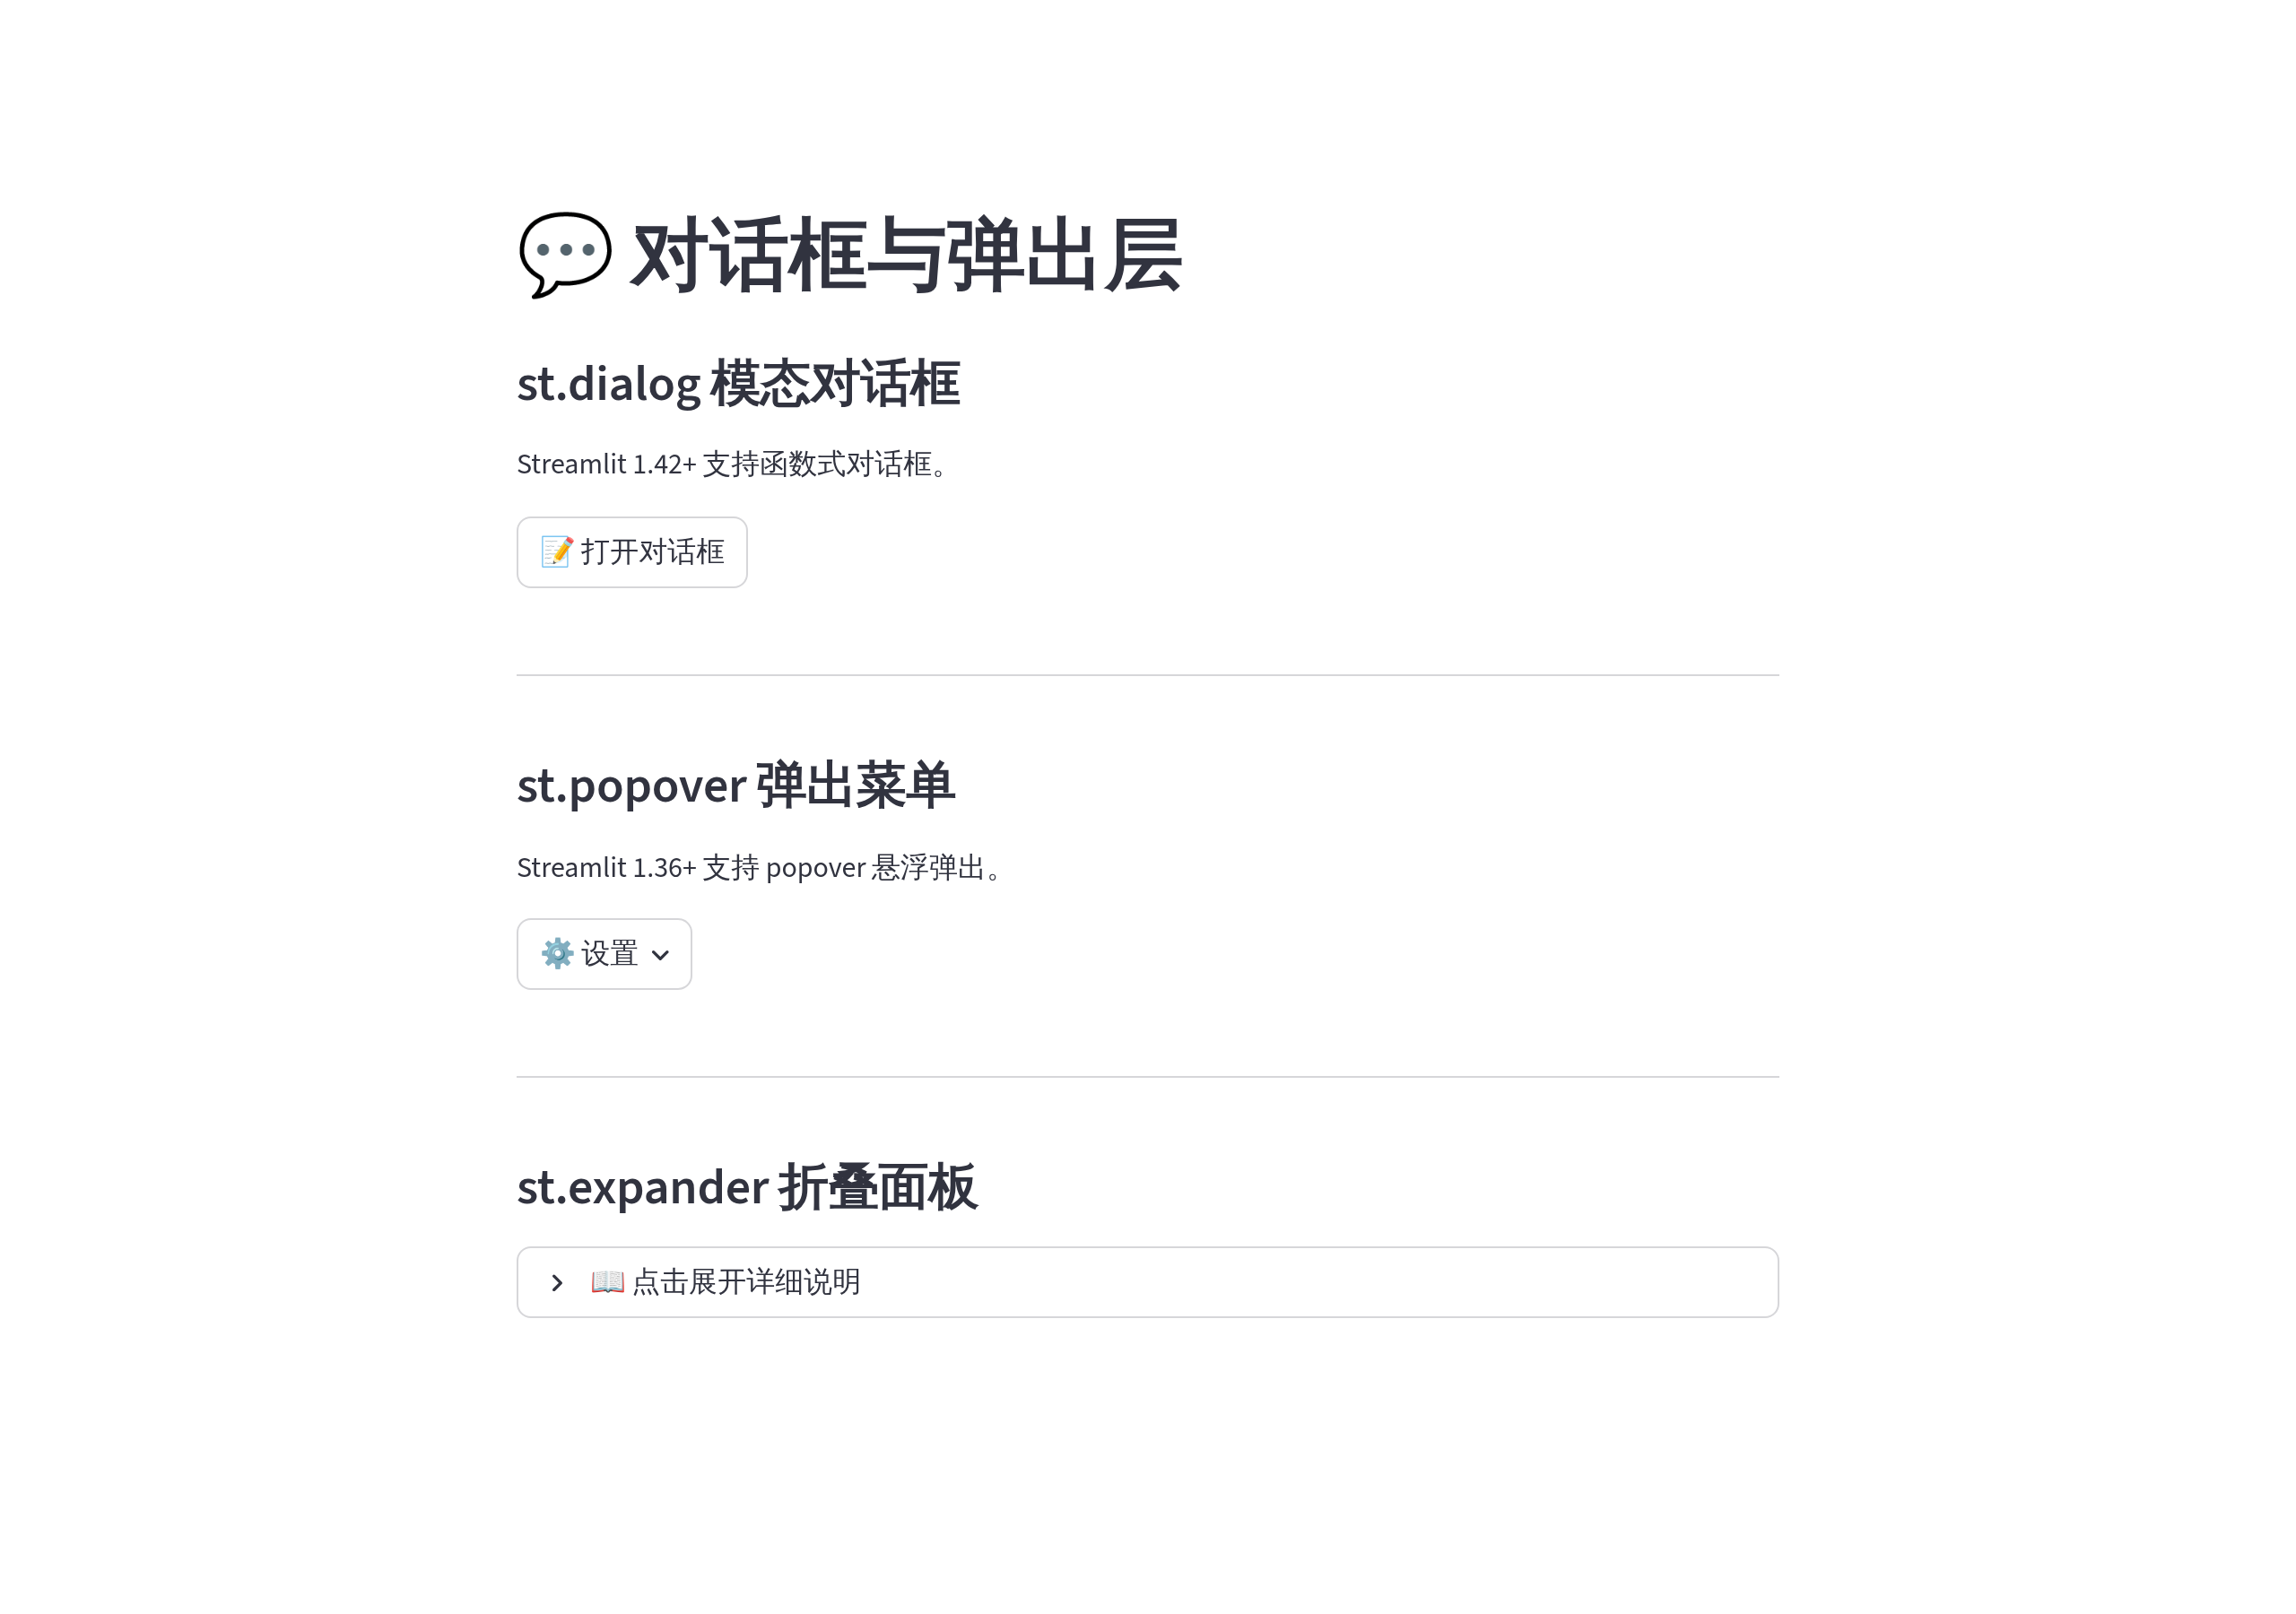 💬 对话框与弹出层
st.dialog 模态对话框
Streamlit 1.42+ 支持函数式对话框。
📝 打开对话框
st.popover 弹出菜单
Streamlit 1.36+ 支持 popover 悬浮弹出。
⚙️ 设置
st.expander 折叠面板
📖 点击展开详细说明